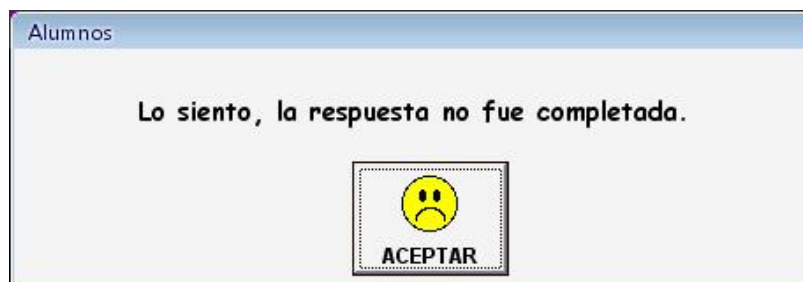 Alumnos
Lo siento, la respuesta no fue completada.
ACEPTAR